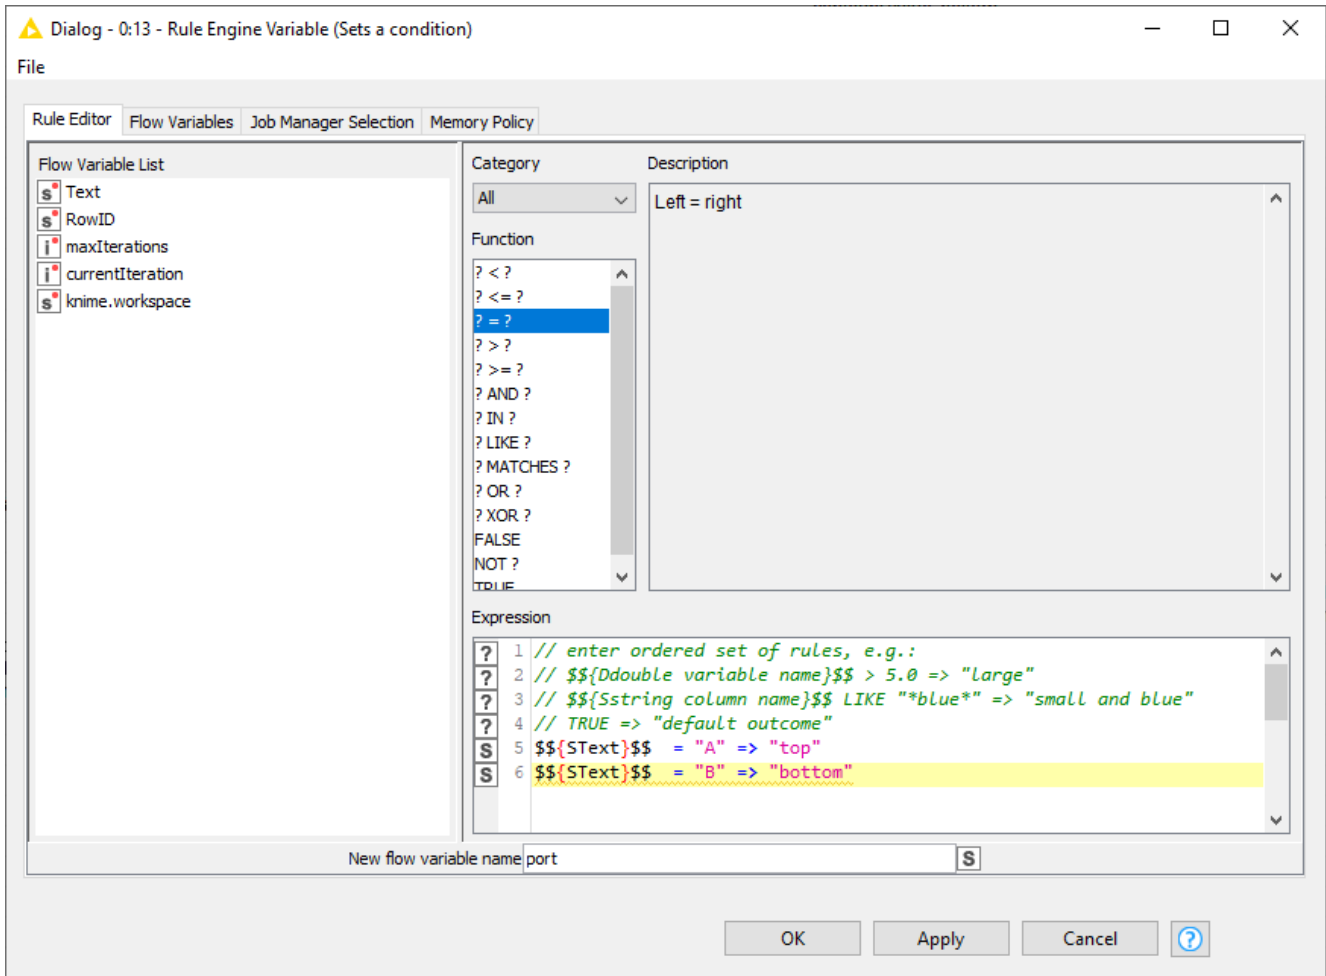 Dialog - 0:13 - Rule Engine Variable (Sets a condition)
File
Rule Editor Flow Variables Job Manager Selection Memory Policy
Flow Variable List
s Text
s RowID
i maxIterations
i currentIteration
s knime.workspace
Category
All
Function
? < ?
? <= ?
? = ?
? > ?
? >= ?
? AND ?
? IN ?
? LIKE ?
? MATCHES ?
? OR ?
? XOR ?
FALSE
NOT ?
TRUE
Description
Left = right
Expression
? 1 // enter ordered set of rules, e.g.:
? 2 // $${Ddouble variable name}$$ > 5.0 => "large"
? 3 // $${Sstring column name}$$ LIKE "*blue*" => "small and blue"
? 4 // TRUE => "default outcome"
S 5 $${SText}$$  = "A" => "top"
S 6 $${SText}$$  = "B" => "bottom"
New flow variable name port S
OK Apply Cancel ?